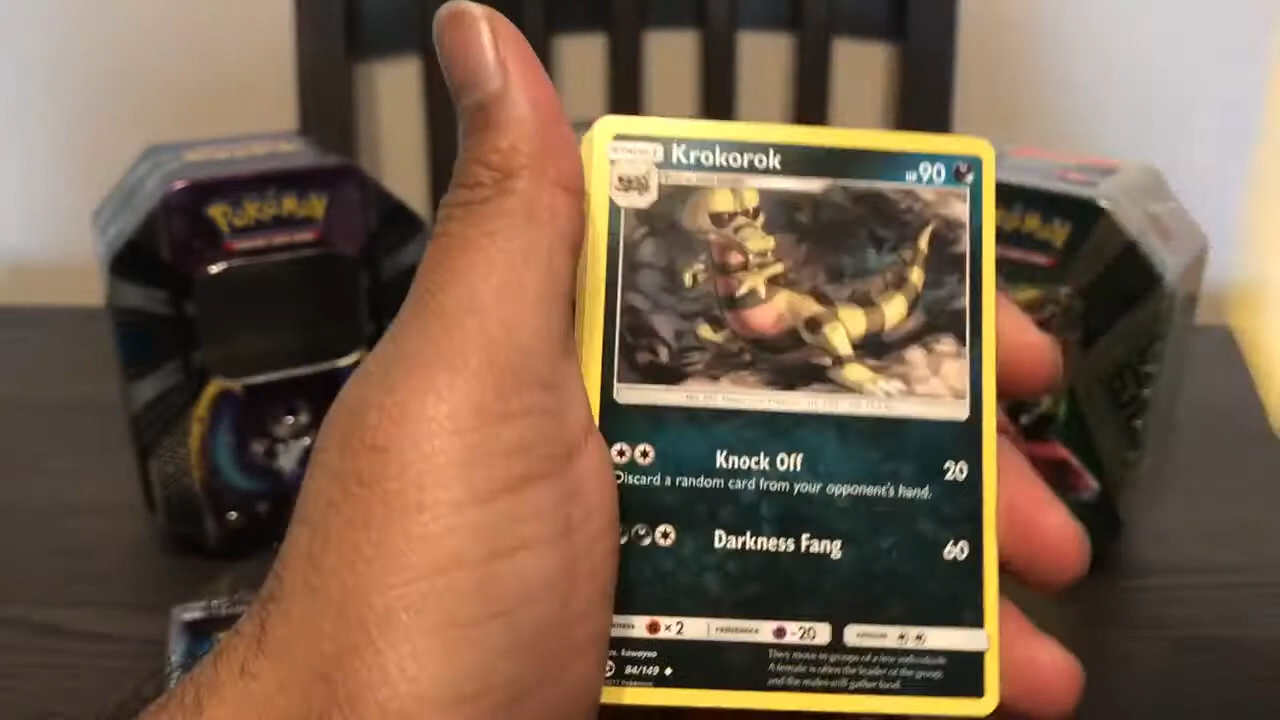 Krokorok
HP 90
Pokémon
Pokémon
Knock Off 20
Discard a random card from your opponent's hand.
Darkness Fang 60
×2
resistance -20
kawayoo
84/149
They move in groups of a few individuals.
A female is often the leader of the group,
and the males will gather food.